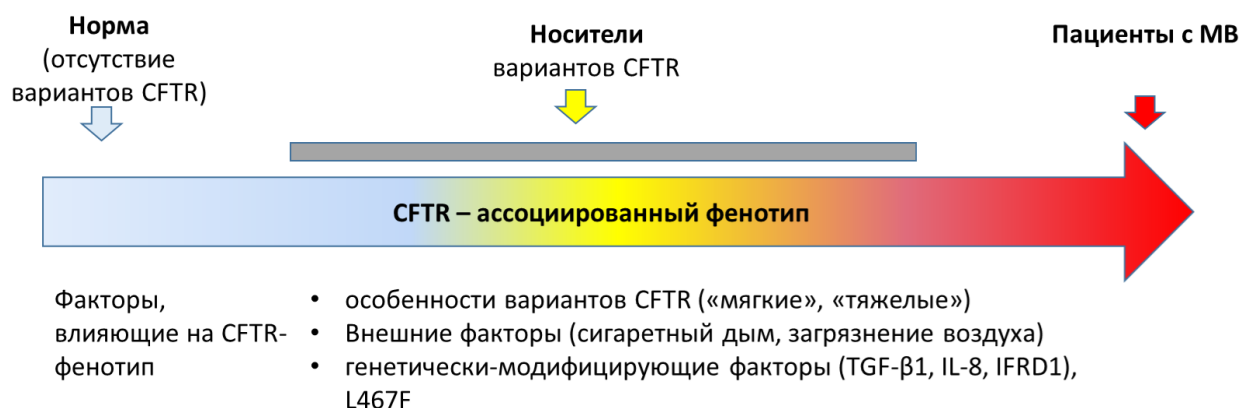 Норма
(отсутствие
вариантов CFTR)
Носители
вариантов CFTR
Пациенты с МВ
CFTR – ассоциированный фенотип
Факторы,
влияющие на CFTR-
фенотип
• особенности вариантов CFTR («мягкие», «тяжелые»)
• Внешние факторы (сигаретный дым, загрязнение воздуха)
• генетически-модифицирующие факторы (TGF-β1, IL-8, IFRD1),
L467F